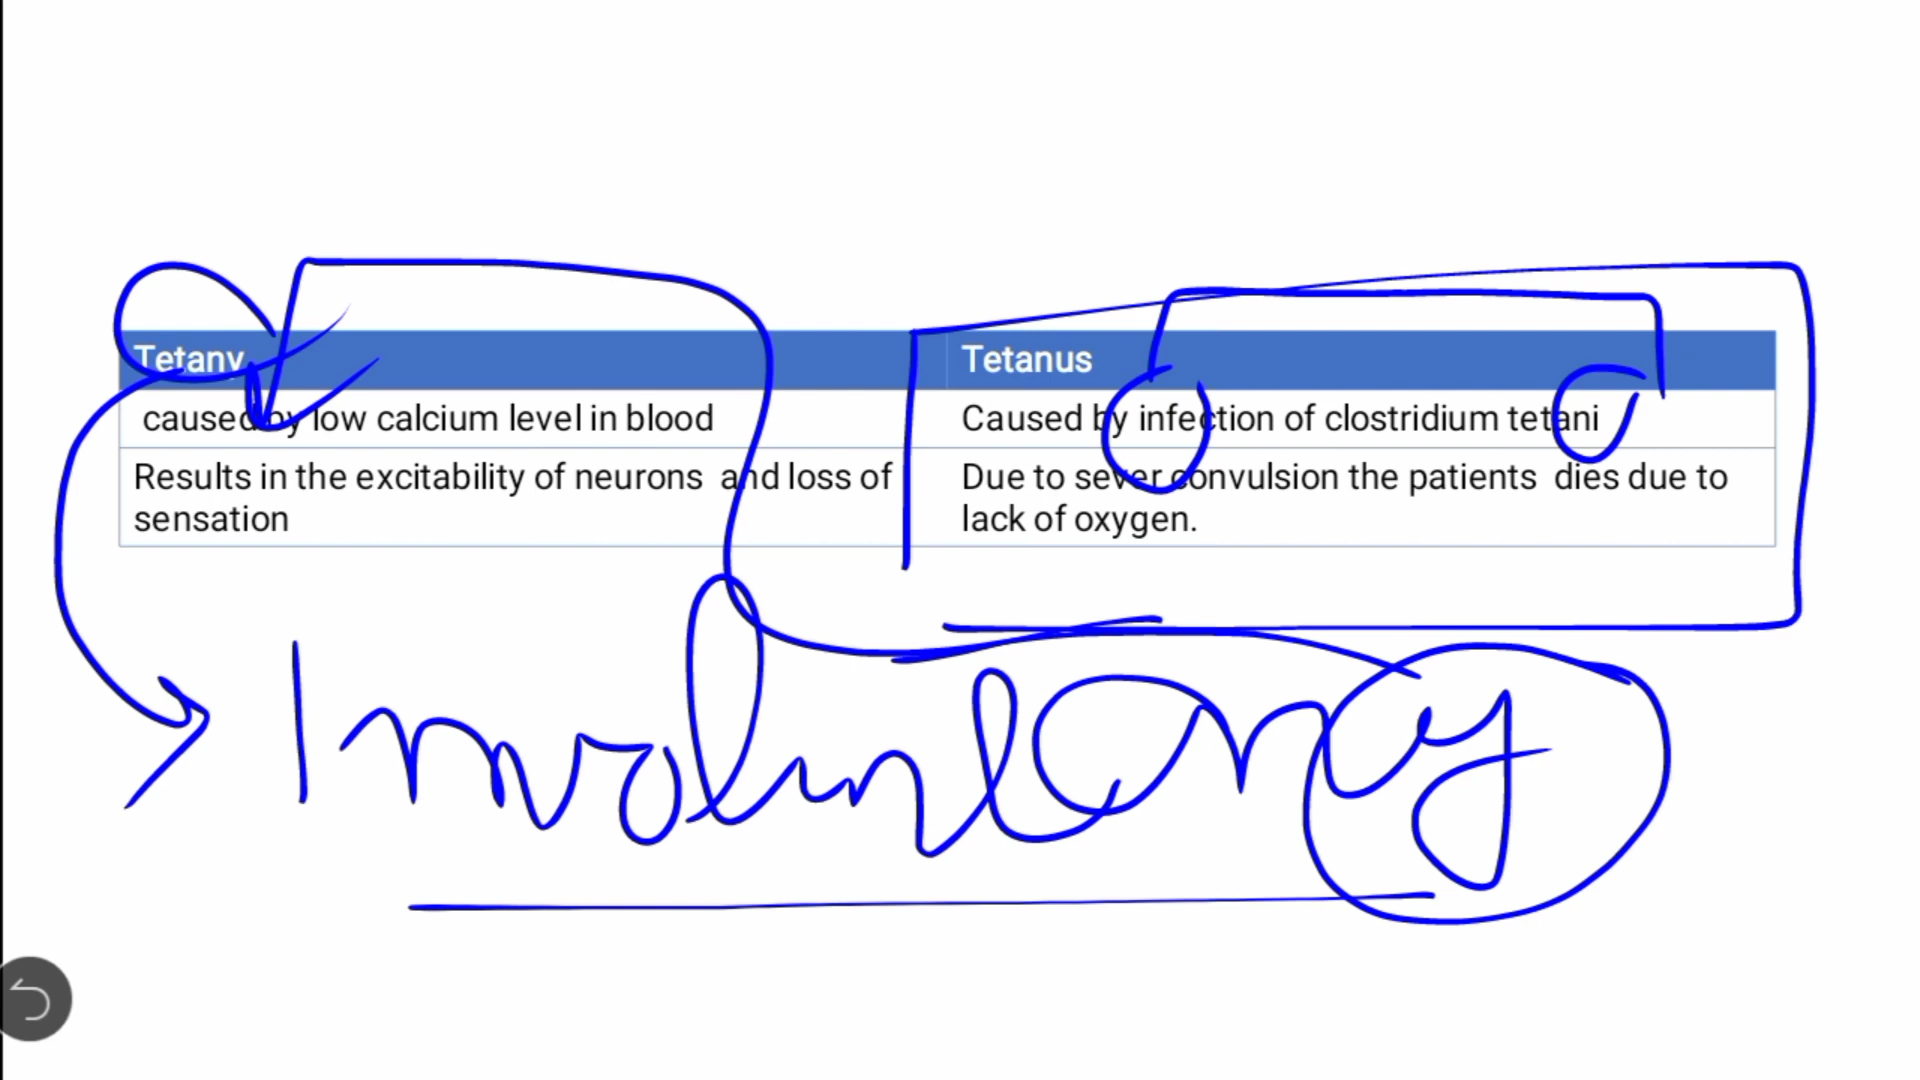 Tetany
Tetanus
caused by low calcium level in blood
Caused by infection of clostridium tetani
Results in the excitability of neurons and loss of
sensation
Due to sever convulsion the patients dies due to
lack of oxygen.
Involuntary